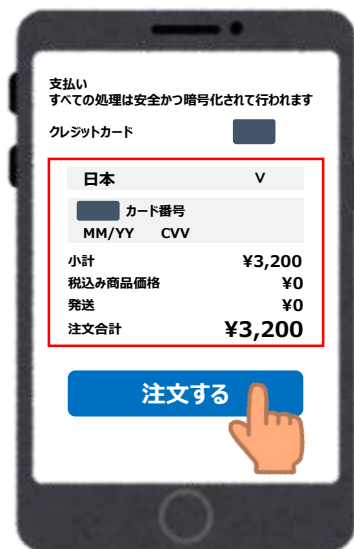 支払い
すべての処理は安全かつ暗号化されて行われます
クレジットカード
日本 V
カード番号
MM/YY CVV
小計 ¥3,200
税込み商品価格 ¥0
発送 ¥0
注文合計 ¥3,200
注文する